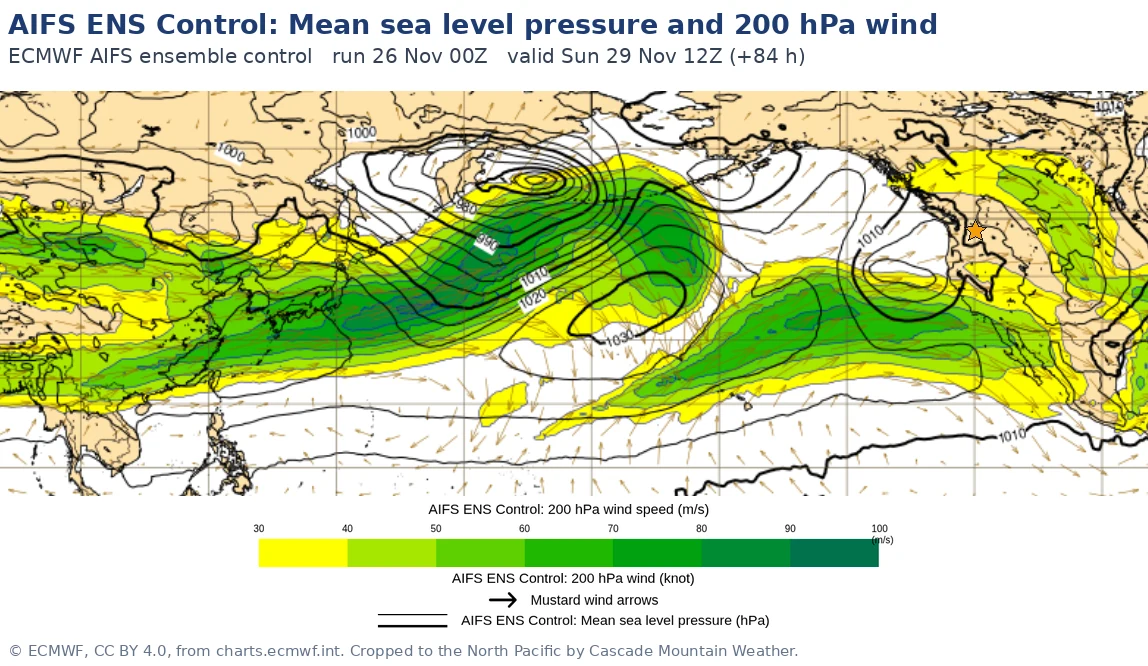 AIFS ENS Control: Mean sea level pressure and 200 hPa wind
ECMWF AIFS ensemble control run 26 Nov 00Z valid Sun 29 Nov 12Z (+84 h)
1010
1000
1000
980
990
1010
1010
1020
1030
1010
AIFS ENS Control: 200 hPa wind speed (m/s)
30 40 50 60 70 80 90 100
(m/s)
AIFS ENS Control: 200 hPa wind (knot)
Mustard wind arrows
AIFS ENS Control: Mean sea level pressure (hPa)
© ECMWF, CC BY 4.0, from charts.ecmwf.int. Cropped to the North Pacific by Cascade Mountain Weather.